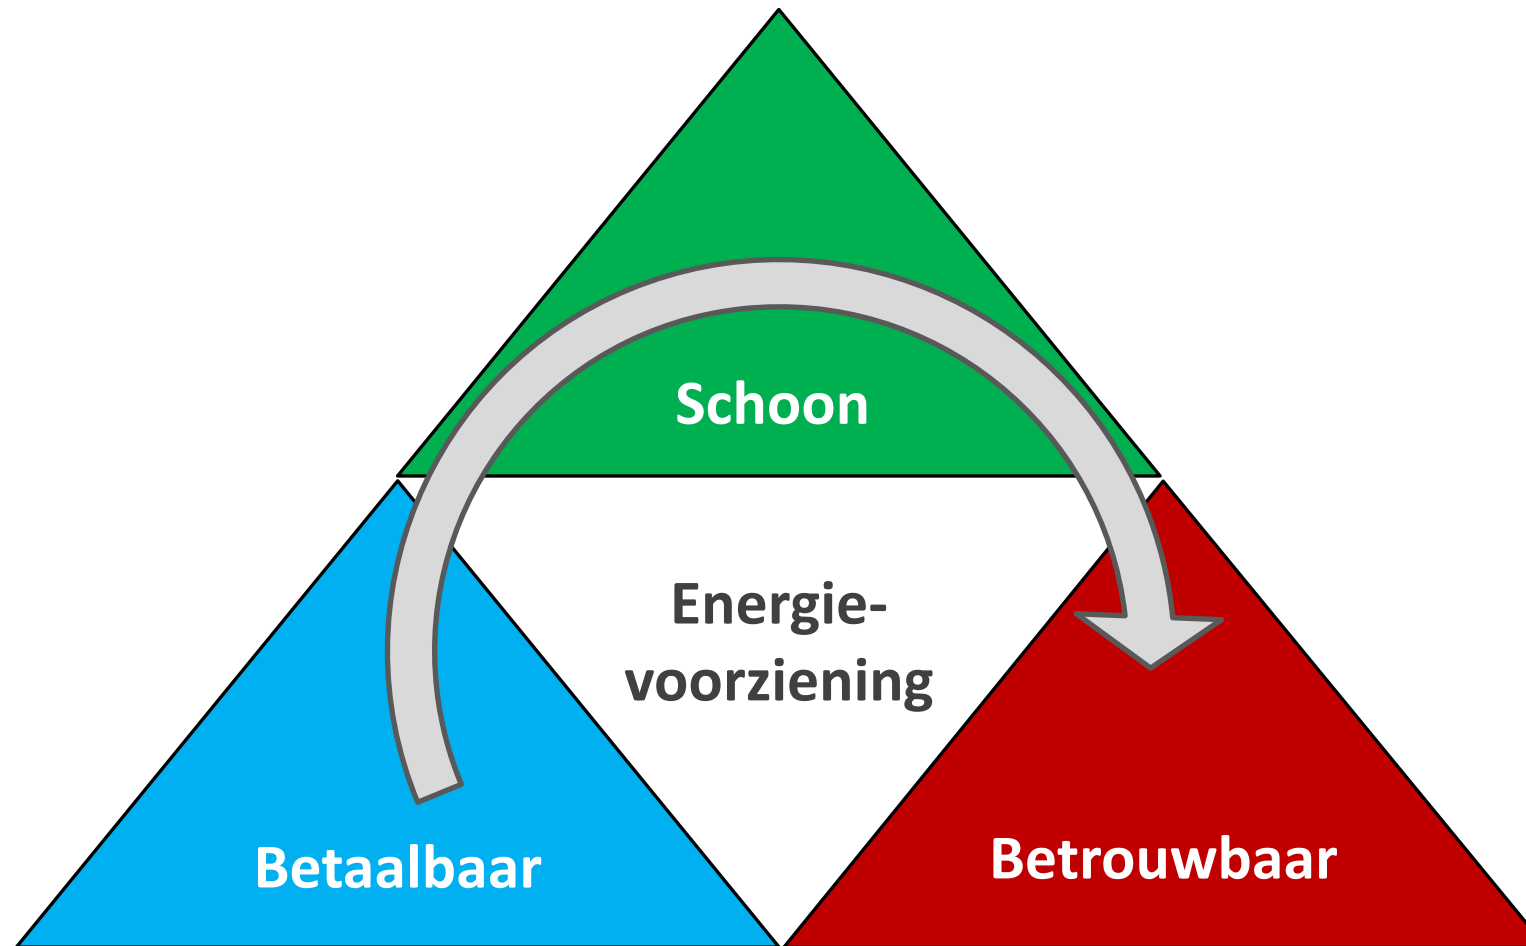 Schoon
Energie-
voorziening
Betaalbaar
Betrouwbaar